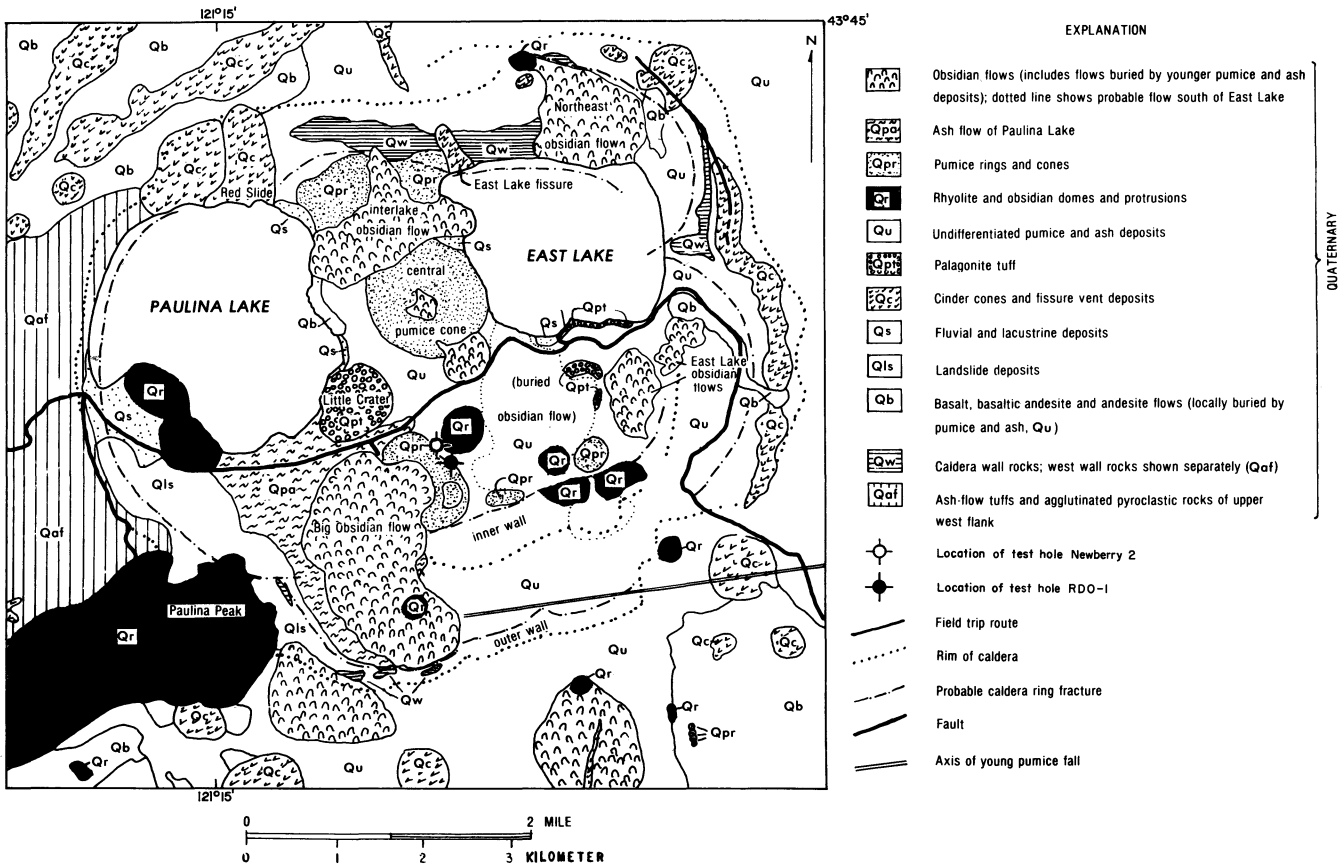 121°15'
43°45'
Qb
Qb
Qc
Qc
Qb
Qu
Qr
N
Qc
Qu
Northeast
obsidian flow
Qb
Qc
Qb
Qc
Qc
Qc
Red Slide
Qw
Qw
Qpr
Qpr
East Lake fissure
Qu
interlake
obsidian flow
Qs
Qs
Qw
EAST LAKE
central
pumice cone
Qu
Qc
PAULINA LAKE
Qaf
Qb
Qs
Qpt
Qs
Qb
East Lake
obsidian
flows
Qr
Qs
Qu
Little Crater
Qpt
(buried
obsidian flow)
Qpt
Qb
Qc
Qr
Qu
Qu
Qpr
Qr
Qpr
Qr
Qr
Qls
Qpa
Big Obsidian flow
inner wall
Qaf
Qr
Qc
Qu
Paulina Peak
Qr
Qr
Qls
outer wall
Qu
Qc
Qc
Qw
Qr
Qr
Qpr
Qb
Qc
Qb
Qr
Qc
Qu
Qc
121°15'
0 2 MILE
0 1 2 3 KILOMETER
EXPLANATION
Obsidian flows (includes flows buried by younger pumice and ash
deposits); dotted line shows probable flow south of East Lake
Qpa Ash flow of Paulina Lake
Qpr Pumice rings and cones
Qr Rhyolite and obsidian domes and protrusions
Qu Undifferentiated pumice and ash deposits
Qpt Palagonite tuff
Qc Cinder cones and fissure vent deposits
Qs Fluvial and lacustrine deposits
Qls Landslide deposits
Qb Basalt, basaltic andesite and andesite flows (locally buried by
pumice and ash, Qu)
Qw Caldera wall rocks; west wall rocks shown separately (Qaf)
Qaf Ash-flow tuffs and agglutinated pyroclastic rocks of upper
west flank
QUATERNARY
Location of test hole Newberry 2
Location of test hole RDO-1
Field trip route
Rim of caldera
Probable caldera ring fracture
Fault
Axis of young pumice fall